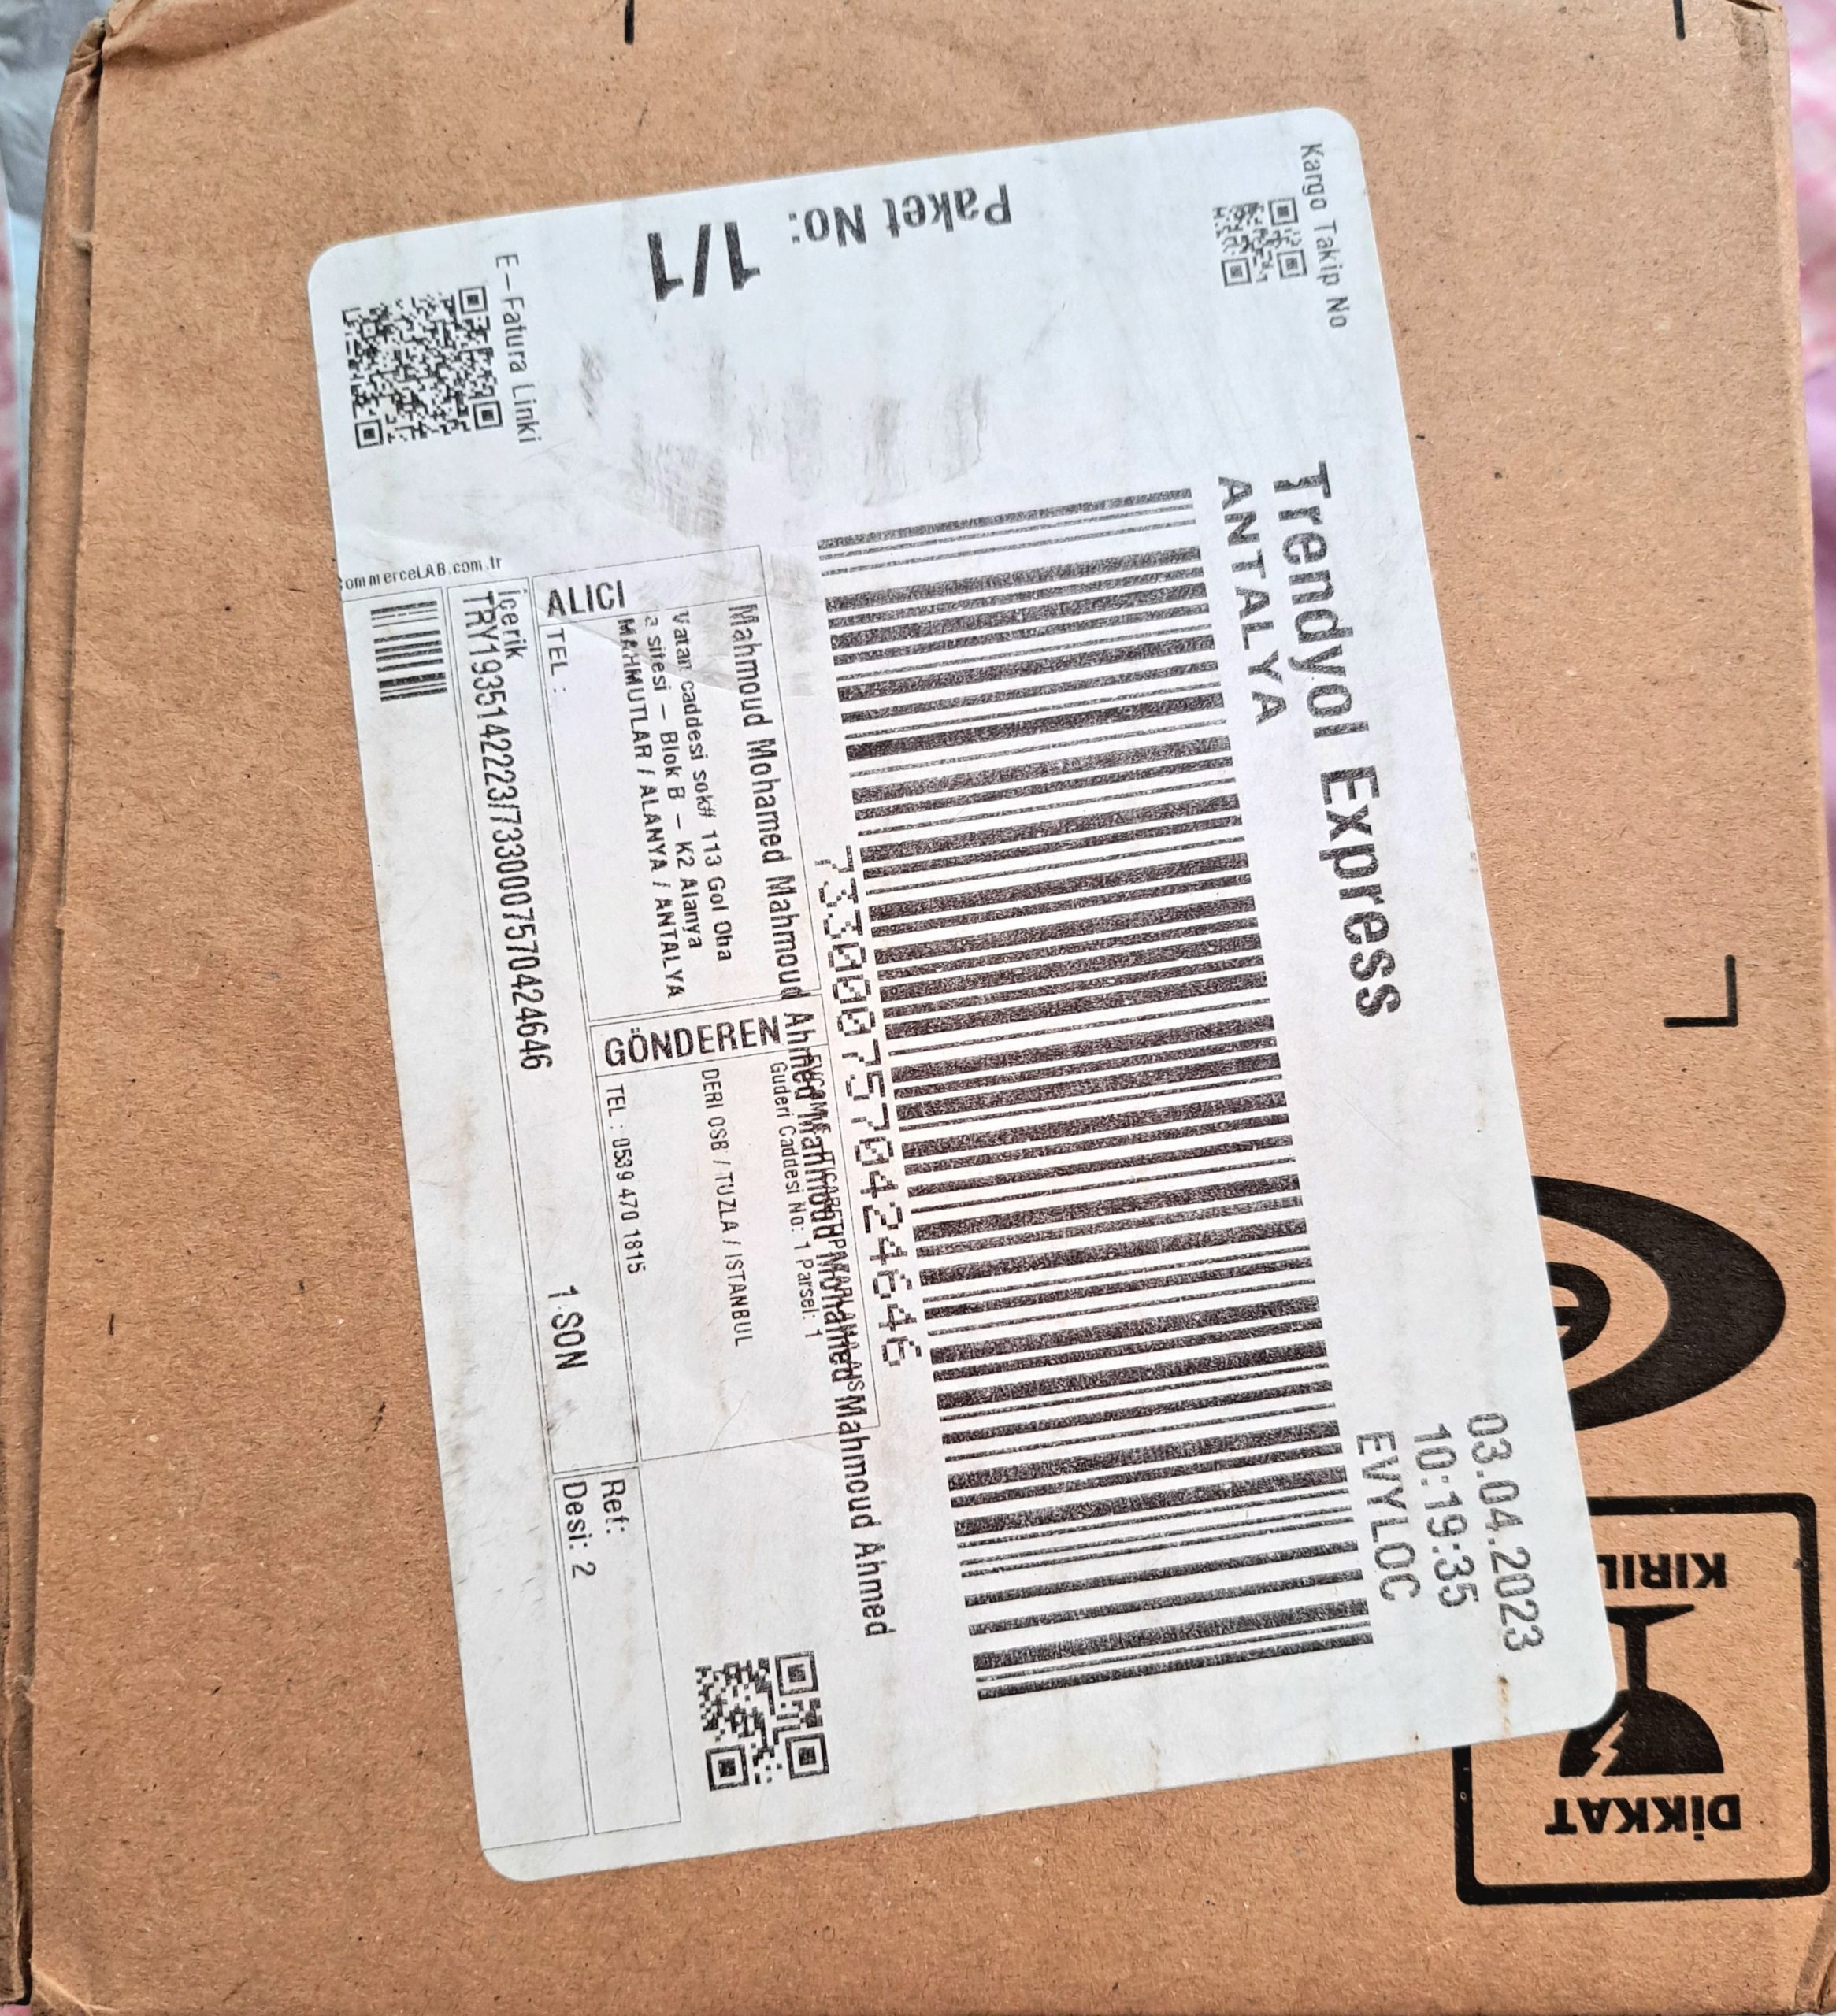 Trendyol Express
ANTALYA
03.04.2023
10:19:35
EVYLOC
Kargo Takip No
Paket No:
1/1
E-Fatura Linki
7330007570424646
Mahmoud Mohamed Mahmoud Ahmed Mahmoud Mohamed Mahmoud Ahmed
ALICI
Vatan caddesi sok# 113 Gol Oba
a sitesi - Blok B - K2 Alanya
MAHMUTLAR / ALANYA / ANTALYA
TEL :
GÖNDEREN
Guderi Caddesi No: 1 Parsel: 1
DERI OSB / TUZLA / ISTANBUL
TEL : 0539 470 1815
İçerik
TRY1935142223/7330007570424646
1 SON
Ref:
Desi: 2
ommerceLAB.com.tr
DİKKAT
KIRIL